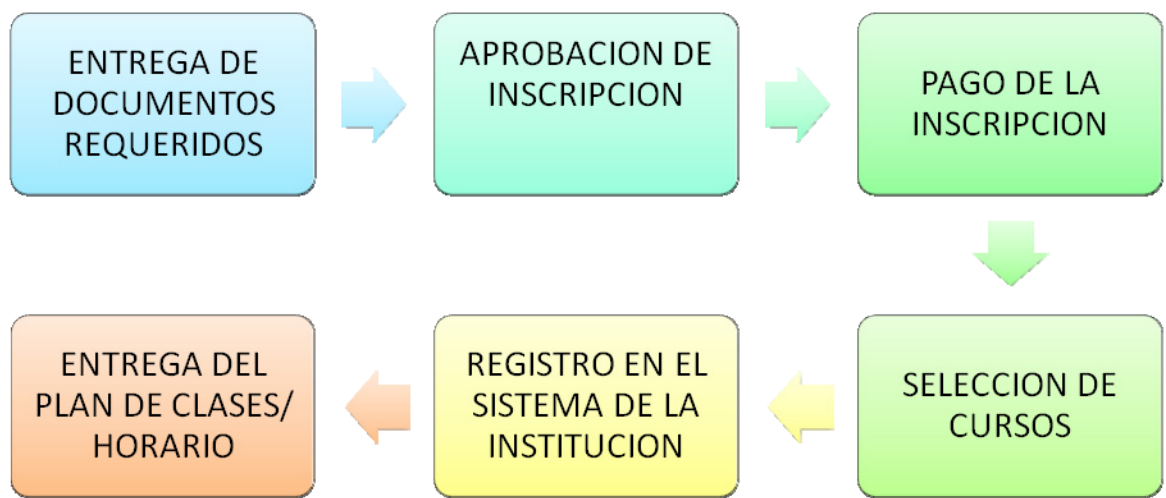 ENTREGA DE
DOCUMENTOS
REQUERIDOS
APROBACION DE
INSCRIPCION
PAGO DE LA
INSCRIPCION
SELECCION DE
CURSOS
REGISTRO EN EL
SISTEMA DE LA
INSTITUCION
ENTREGA DEL
PLAN DE CLASES/
HORARIO